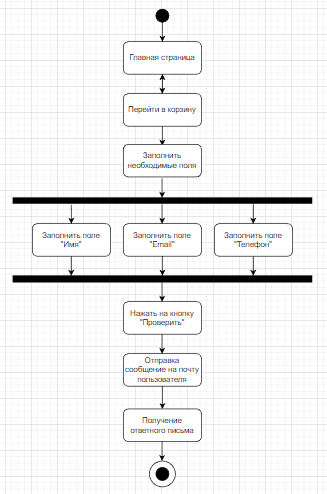 Главная страница
Перейти в корзину
Заполнить
необходимые поля
Заполнить поле
"Имя"
Заполнить поле
"Email"
Заполнить поле
"Телефон"
Нажать на кнопку
"Проверить"
Отправка
сообщение на почту
пользователя
Получение
ответного письма